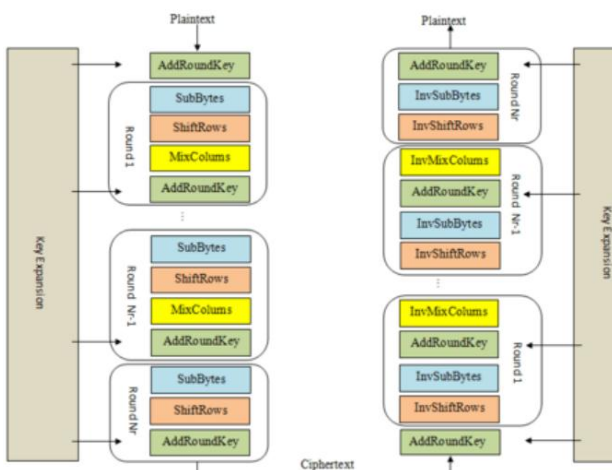 Plaintext
Key Expansion
AddRoundKey
Round 1
SubBytes
ShiftRows
MixColums
AddRoundKey
...
Round Nr-1
SubBytes
ShiftRows
MixColums
AddRoundKey
Round Nr
SubBytes
ShiftRows
AddRoundKey
Ciphertext
Plaintext
AddRoundKey
InvSubBytes
InvShiftRows
Round Nr
InvMixColums
AddRoundKey
InvSubBytes
InvShiftRows
Round Nr-1
...
InvMixColums
AddRoundKey
InvSubBytes
InvShiftRows
Round 1
AddRoundKey
Key Expansion